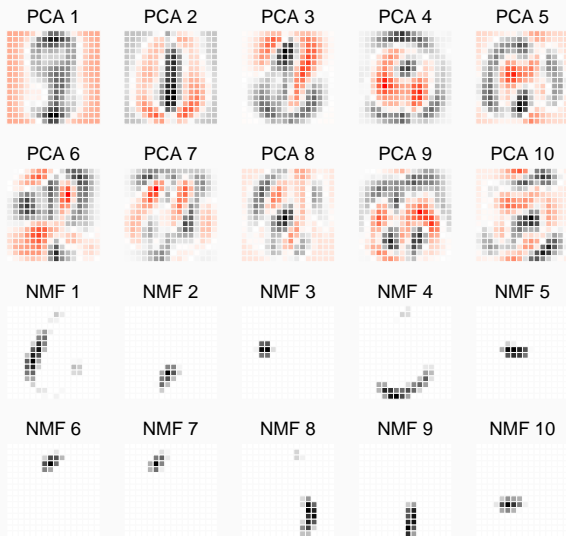 PCA 1 PCA 2 PCA 3 PCA 4 PCA 5
PCA 6 PCA 7 PCA 8 PCA 9 PCA 10
NMF 1 NMF 2 NMF 3 NMF 4 NMF 5
NMF 6 NMF 7 NMF 8 NMF 9 NMF 10